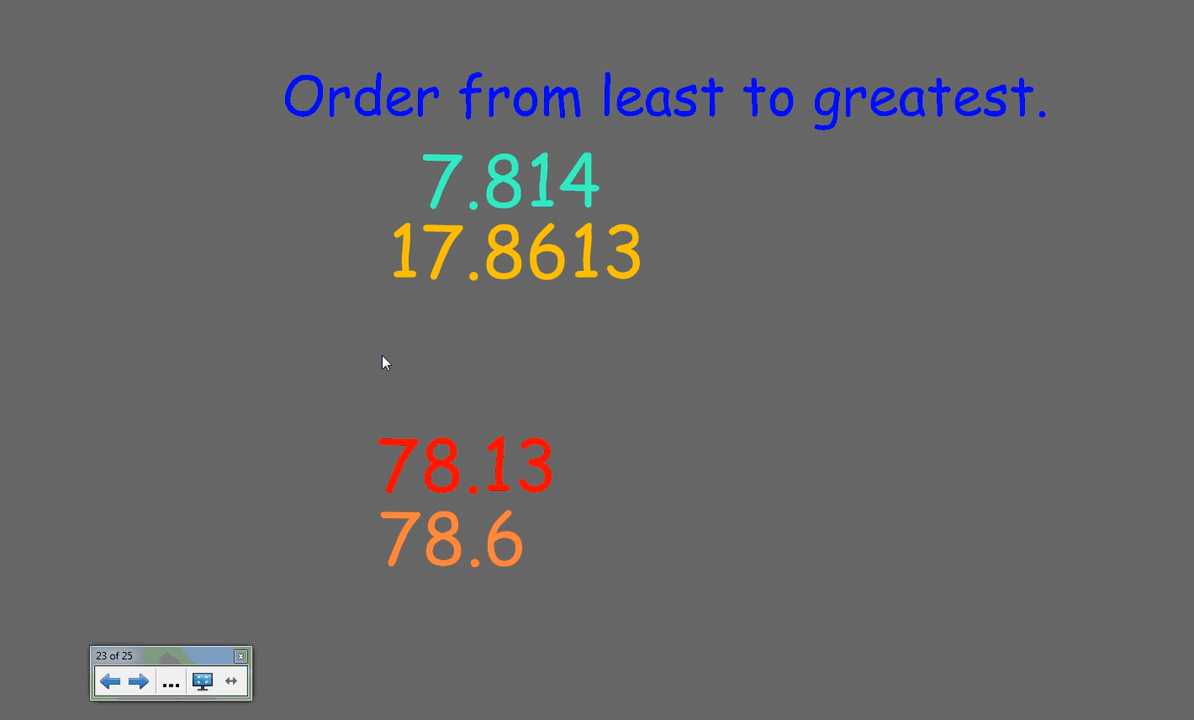 Order from least to greatest.
7.814
17.8613
78.13
78.6
23 of 25